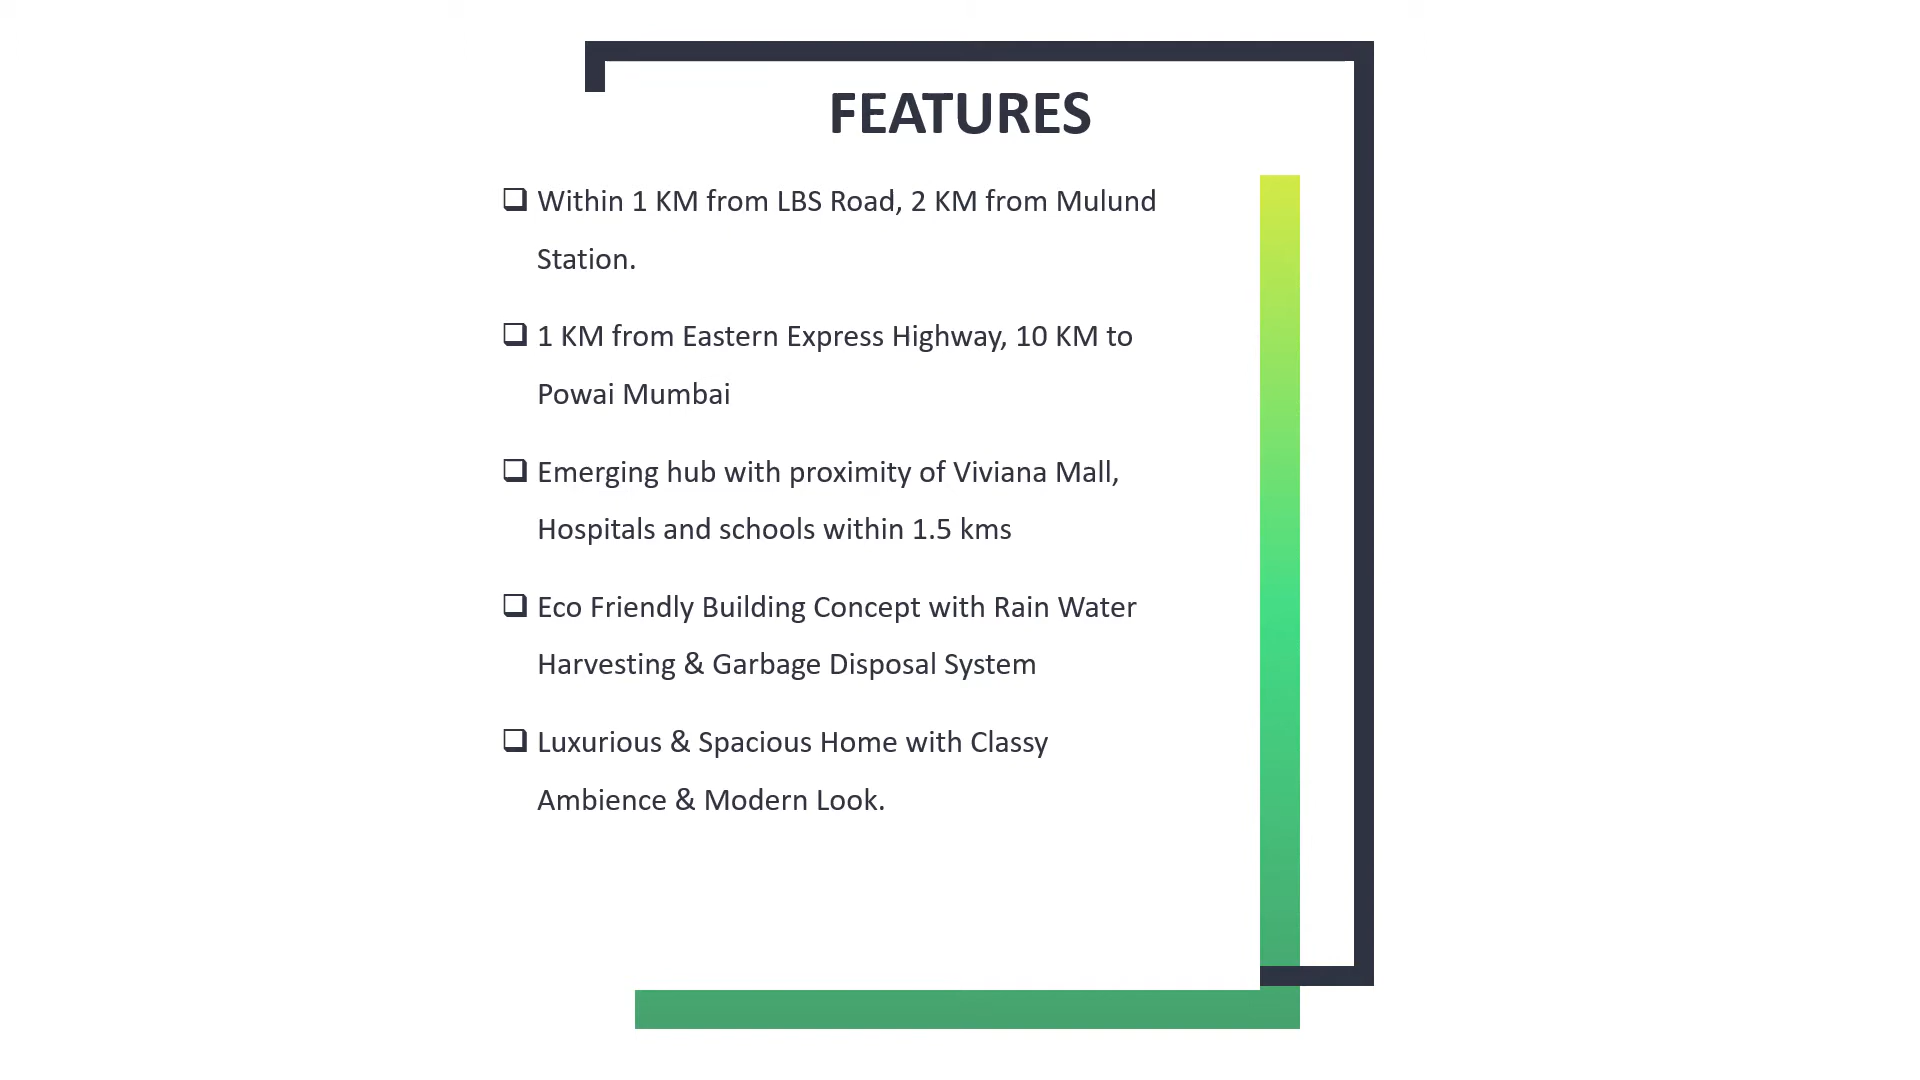 FEATURES
❑ Within 1 KM from LBS Road, 2 KM from Mulund
Station.
❑ 1 KM from Eastern Express Highway, 10 KM to
Powai Mumbai
❑ Emerging hub with proximity of Viviana Mall,
Hospitals and schools within 1.5 kms
❑ Eco Friendly Building Concept with Rain Water
Harvesting & Garbage Disposal System
❑ Luxurious & Spacious Home with Classy
Ambience & Modern Look.